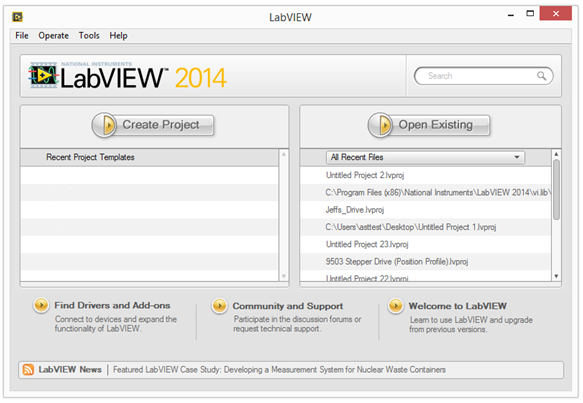 LabVIEW
File Operate Tools Help
NATIONAL INSTRUMENTS
LabVIEW™ 2014
Search
Create Project
Open Existing
Recent Project Templates
All Recent Files
Untitled Project 2.lvproj
C:\Program Files (x86)\National Instruments\LabVIEW 2014\vi.lib\
Jeffs_Drive.lvproj
C:\Users\asttest\Desktop\Untitled Project 1.lvproj
Untitled Project 23.lvproj
9503 Stepper Drive (Position Profile).lvproj
Untitled Project 22.lvproj
Find Drivers and Add-ons
Connect to devices and expand the
functionality of LabVIEW.
Community and Support
Participate in the discussion forums or
request technical support.
Welcome to LabVIEW
Learn to use LabVIEW and upgrade
from previous versions.
LabVIEW News | Featured LabVIEW Case Study: Developing a Measurement System for Nuclear Waste Containers